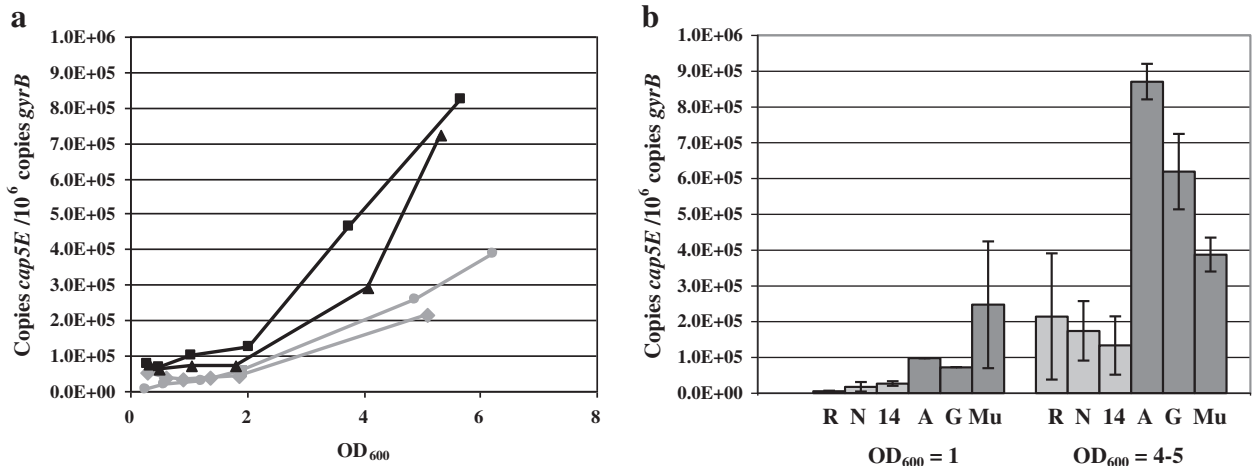 a
Copies cap5E /10⁶ copies gyrB
1.0E+06
9.0E+05
8.0E+05
7.0E+05
6.0E+05
5.0E+05
4.0E+05
3.0E+05
2.0E+05
1.0E+05
0.0E+00
0 2 4 6 8
OD₆₀₀
b
Copies cap5E /10⁶ copies gyrB
1.0E+06
9.0E+05
8.0E+05
7.0E+05
6.0E+05
5.0E+05
4.0E+05
3.0E+05
2.0E+05
1.0E+05
0.0E+00
R N 14 A G Mu R N 14 A G Mu
OD₆₀₀ = 1 OD₆₀₀ = 4-5